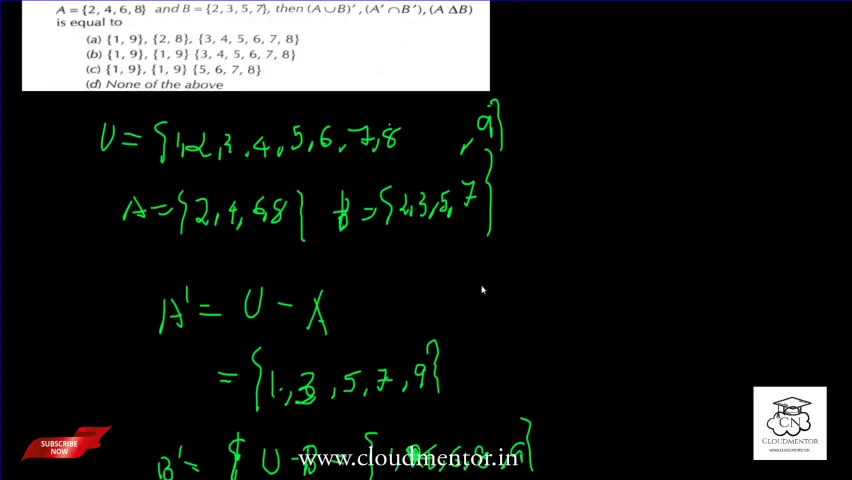 A = {2, 4, 6, 8} and B = {2, 3, 5, 7}, then (A ∪ B)′, (A′ ∩ B′), (A Δ B)
is equal to
(a) {1, 9}, {2, 8}, {3, 4, 5, 6, 7, 8}
(b) {1, 9}, {1, 9} {3, 4, 5, 6, 7, 8}
(c) {1, 9}, {1, 9} {5, 6, 7, 8}
(d) None of the above
U = {1,2,3,4,5,6,7,8,9}
A = {2,4,6,8} B = {2,3,5,7}
A' = U - A
= {1,3,5,7,9}
B' = { U - B = {1,
SUBSCRIBE
NOW
www.cloudmentor.in
CN
CLOUDMENTOR